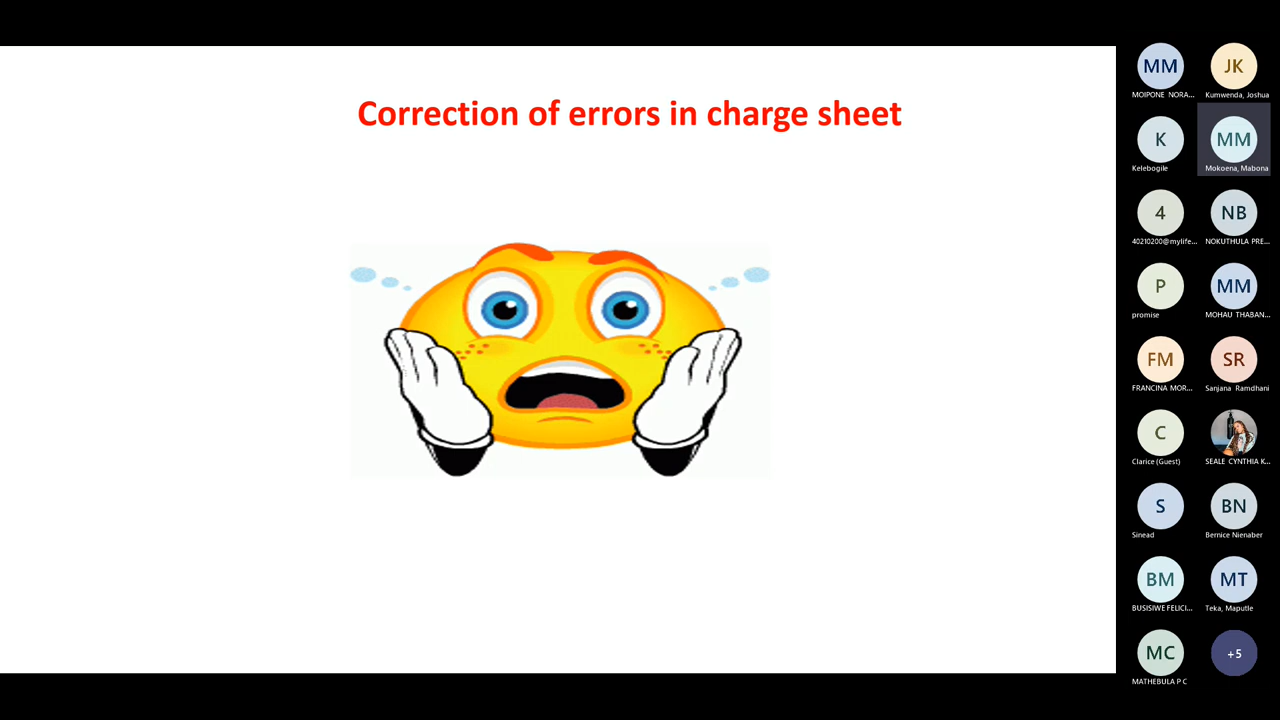 Correction of errors in charge sheet
MM
JK
MOIPONE NORA...
Kumwenda, Joshua
K
MM
Kelebogile
Mokoena, Mabona
4
NB
40210200@mylife...
NOKUTHULA PRE...
P
MM
promise
MOHAU THABAN...
FM
SR
FRANCINA MOR...
Sanjana Ramdhani
C
Clarice (Guest)
SEALE CYNTHIA K...
S
BN
Sinead
Bernice Nienaber
BM
MT
BUSISIWE FELICI...
Teka, Maputle
MC
+5
MATHEBULA P C